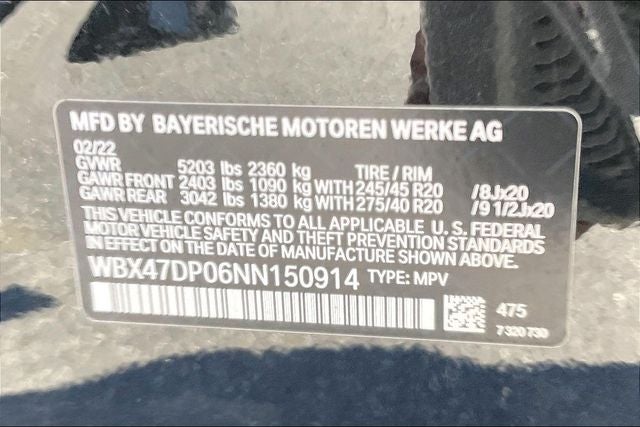 MFD BY BAYERISCHE MOTOREN WERKE AG
02/22
GVWR 5203 lbs 2360 kg TIRE / RIM
GAWR FRONT 2403 lbs 1090 kg WITH 245/45 R20 /8Jx20
GAWR REAR 3042 lbs 1380 kg WITH 275/40 R20 /9 1/2Jx20
THIS VEHICLE CONFORMS TO ALL APPLICABLE U. S. FEDERAL
MOTOR VEHICLE SAFETY AND THEFT PREVENTION STANDARDS
IN EFFECT ON THE DATE OF MANUFACTURE SHOWN ABOVE.
WBX47DP06NN150914 TYPE: MPV
475
7 320 730